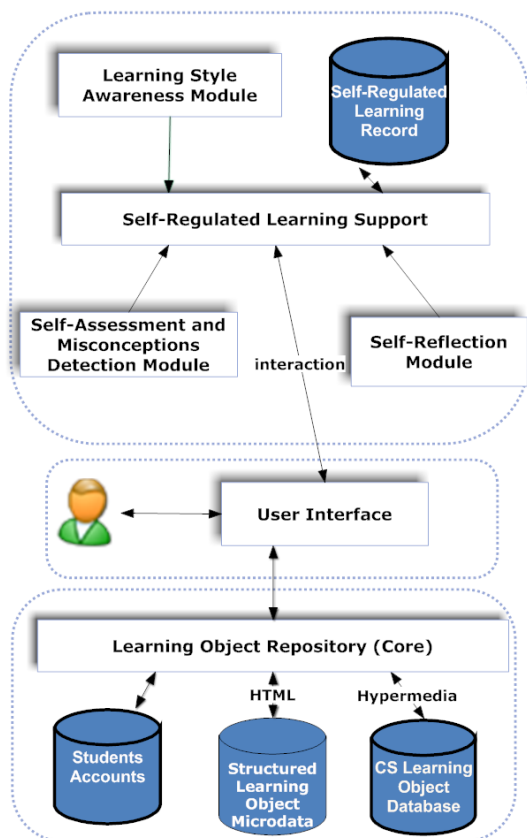 Learning Style
Awareness Module
Self-Regulated
Learning
Record
Self-Regulated Learning Support
Self-Assessment and
Misconceptions
Detection Module
interaction
Self-Reflection
Module
User Interface
Learning Object Repository (Core)
HTML
Hypermedia
Students
Accounts
Structured
Learning
Object
Microdata
CS Learning
Object
Database